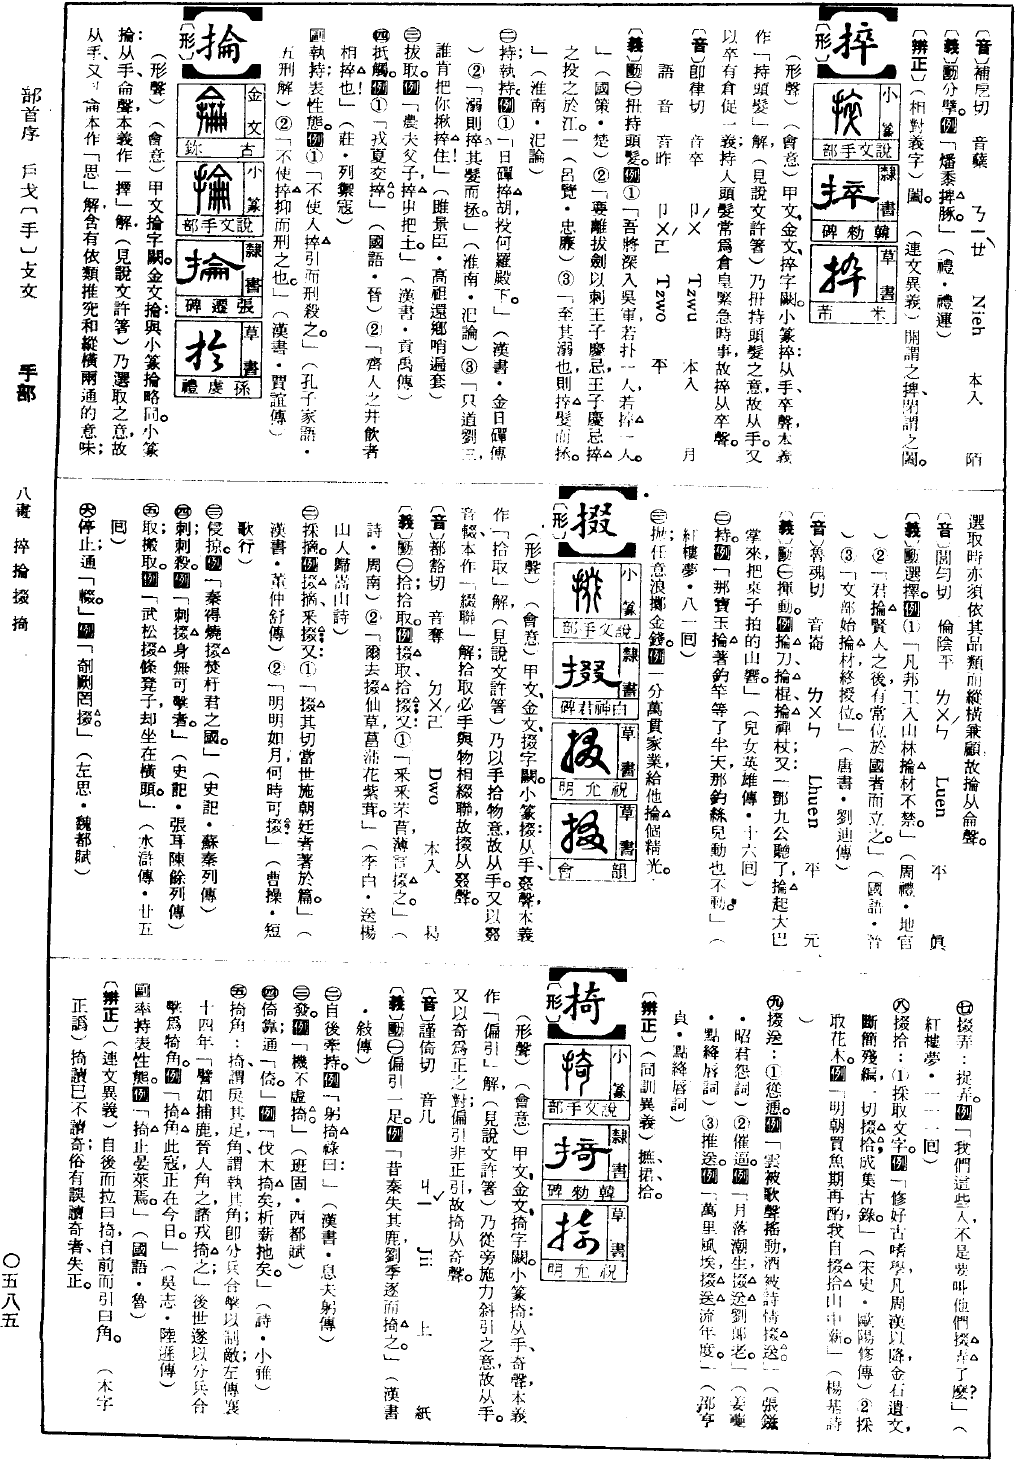 部首序　戶戈〔手〕支文　　手部　　八畫　捽掄掇掎　　〇五八五
〔音〕補戹切　音糵　ㄋㄧㄝˋ　Nieh　本入　陌
〔義〕動分擘。例「燔黍捭豚。」（禮・禮運）
〔辨正〕（相對義字）闔。（連文異義）開謂之捭、閉謂之闔。
捽
〔形〕
小篆　說文手部
隸書　韓勑碑
草書　米芾
（形聲）（會意）甲文、金文捽字闕。小篆捽：从手、卒聲，本義
作「持頭髮」解，（見說文許箸）乃抍持頭髮之意，故从手。又
以卒有倉促一義，持人頭髮常爲倉皇緊急時事，故捽从卒聲。
〔音〕卽律切　音卒　ㄗㄨˊ　Tzwu　本入　月
語音　音昨　ㄗㄨㄛˊ　Tzwo　平
〔義〕動㊀抍持頭髮。例①「吾將深入吳軍，若扑一人，若捽一人。
」（國策・楚）②「要離拔劍以刺王子慶忌，王子慶忌捽
之投之於江。」（呂覽・忠廉）③「至其溺也，則捽髮而拯。
」（淮南・氾論）
㊁持；執持。例①「日磾捽胡，投何羅殿下。」（漢書・金日磾傳
）②「溺則捽其髮而拯。」（淮南・氾論）③「只道劉三，
誰肯把你揪捽住！」（睢景臣・高祖還鄉哨遍套）
㊂拔取。例「農夫父子，捽屮把土。」（漢書・貢禹傳）
㊃抵觸。例①「戎夏交捽。」（國語・晉）②「齊人之井飲者
相捽也」（莊・列禦寇）
副執持表性態。例①「不使人捽引而刑殺之。」（孔子家語・
五刑解）②「不使捽抑而刑之也。」（漢書・賈誼傳）
掄
〔形〕
金文　古鉥
小篆　說文手部
隸書　張遷碑
草書　孫虔禮
（形聲）（會意）甲文掄字闕。金文掄：與小篆掄略同。小篆
掄：从手、侖聲，本義作「擇」解，（見說文許箸）乃選取之意，故
从手。又侖本作「思」解，含有依類推究和縱橫兩通的意味；
選取時亦須依其品類而縱橫兼顧，故掄从侖聲。
〔音〕閭匀切　倫陰平　ㄌㄨㄣˊ　Luen　平　眞
〔義〕動選擇。例①「凡邦工入山林掄材不禁。」（周禮・地官
）②「君掄賢人之後有常位於國者而立之。」（國語・晉
）③「文部始掄材終授位。」（唐書・劉迪傳）
〔音〕魯魂切　音崙　ㄌㄨㄣ　Lhuen　平　元
〔義〕動㊀揮動。例掄刀、掄棍、掄禪杖。又「鄧九公聽了，掄起大巴
掌來，把桌子拍的山響。」（兒女英雄傳・十六回）
㊁持。例「那寶玉掄著釣竿等了半天，那釣絲兒動也不動。」（
紅樓夢・八一回）
㊂拋；任意浪擲金錢。例「一分萬貫家業，給他掄個精光。」
掇
〔形〕
小篆　說文手部
隸書　白神君碑
草書　祝允明
草書　韻會
（形聲）（會意）甲文、金文掇字闕。小篆掇：从手、叕聲，本義
作「拾取」解，（見說文許箸）乃以手拾物意，故从手。又以叕
音輟，本作「綴聯」解，拾取必手與物相綴聯，故掇从叕聲。
〔音〕都豁切　音奪　ㄉㄨㄛˊ　Dwo　本入　曷
〔義〕動㊀拾；拾取。例掇取、拾掇。又：①「采采芣苢，薄言掇之。」（
詩・周南）②「爾去掇仙草，菖蒲花紫茸。」（李白・送楊
山人歸嵩山詩）
㊁採；摘。例掇摘、采掇。又：①「掇其切當世施朝廷者著於篇。」（
漢書・董仲舒傳）②「明明如月，何時可掇。」（曹操・短
歌行）
㊂侵；掠。例「秦得燒掇焚杅君之國。」（史記・蘇秦列傳）
㊃刺；刺殺。例「刺掇身無可擊者。」（史記・張耳陳餘列傳）
㊄取；搬取。例「武松掇條凳子却坐在橫頭。」（水滸傳・廿五
回）
㊅停止，通「輟」。例「剞劂罔掇。」（左思・魏都賦）
㊆掇弄：捉弄。例「我們這些人，不是要叫他們掇弄了麼？」（
紅樓夢・一一一回）
㊇掇拾：①採取文字。例「修好古嗜學，凡周漢以降金石遺文，
斷簡殘編，一切掇拾成集古錄。」（宋史・歐陽修傳）②採
取花木。例「明朝買魚期再酌，我自掇拾山中薪。」（楊基詩
）
㊈掇送：①慫慂。例「雲被歌聲搖動，酒被詩情掇送。」（張鎡
・昭君怨詞）②催逼。例「月落潮生，掇送劉郎老。」（姜夔
・點絳唇詞）③推送。例「萬里風埃，掇送流年度。」（邵亨
貞・點絳唇詞）
〔辨正〕（同訓異義）摭、捃、拾。
掎
〔形〕
小篆　說文手部
隸書　韓勑碑
草書　祝允明
（形聲）（會意）甲文、金文掎字闕。小篆掎：从手、奇聲，本義
作「偏引」解，（見說文許箸）乃從旁施力斜引之意，故从手。
又以奇爲正之對，偏引非正引，故掎从奇聲。
〔音〕謹倚切　音几　ㄐㄧˇ　Jii　上　紙
〔義〕動㊀偏引一足。例「昔秦失其鹿，劉季逐而掎之。」（漢書
・敍傳）
㊁自後牽持。例「躬掎祿曰：」（漢書・息夫躬傳）
㊂發。例「機不虛掎。」（班固・西都賦）
㊃倚靠；通「倚」。例「伐木掎矣，析薪扡矣。」（詩・小雅）
㊄掎角：掎謂戾其足，角謂執其角；卽分兵合擊以制敵。左傳襄
十四年「譬如捕鹿，晉人角之，諸戎掎之」後世遂以分兵合
擊爲犄角。例「掎角此寇，正在今日。」（吳志・陸遜傳）
副牽持表性態。例「掎止晏萊焉。」（國語・魯）
〔辨正〕（連文異義）自後而拉曰掎，自前而引曰角。（本字
正譌）掎讀已，不讀奇，俗有誤讀奇者，失正。